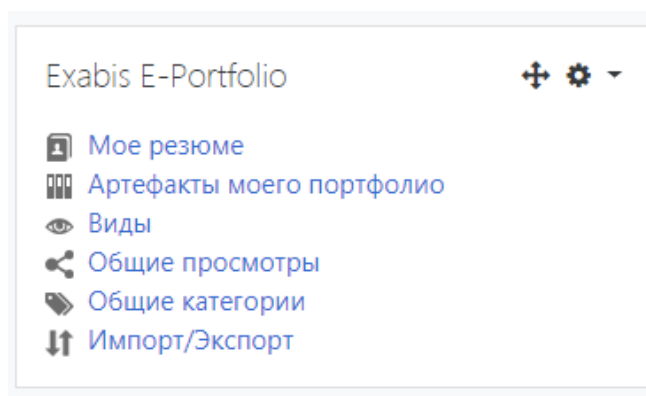 Exabis E-Portfolio
Мое резюме
Артефакты моего портфолио
Виды
Общие просмотры
Общие категории
Импорт/Экспорт